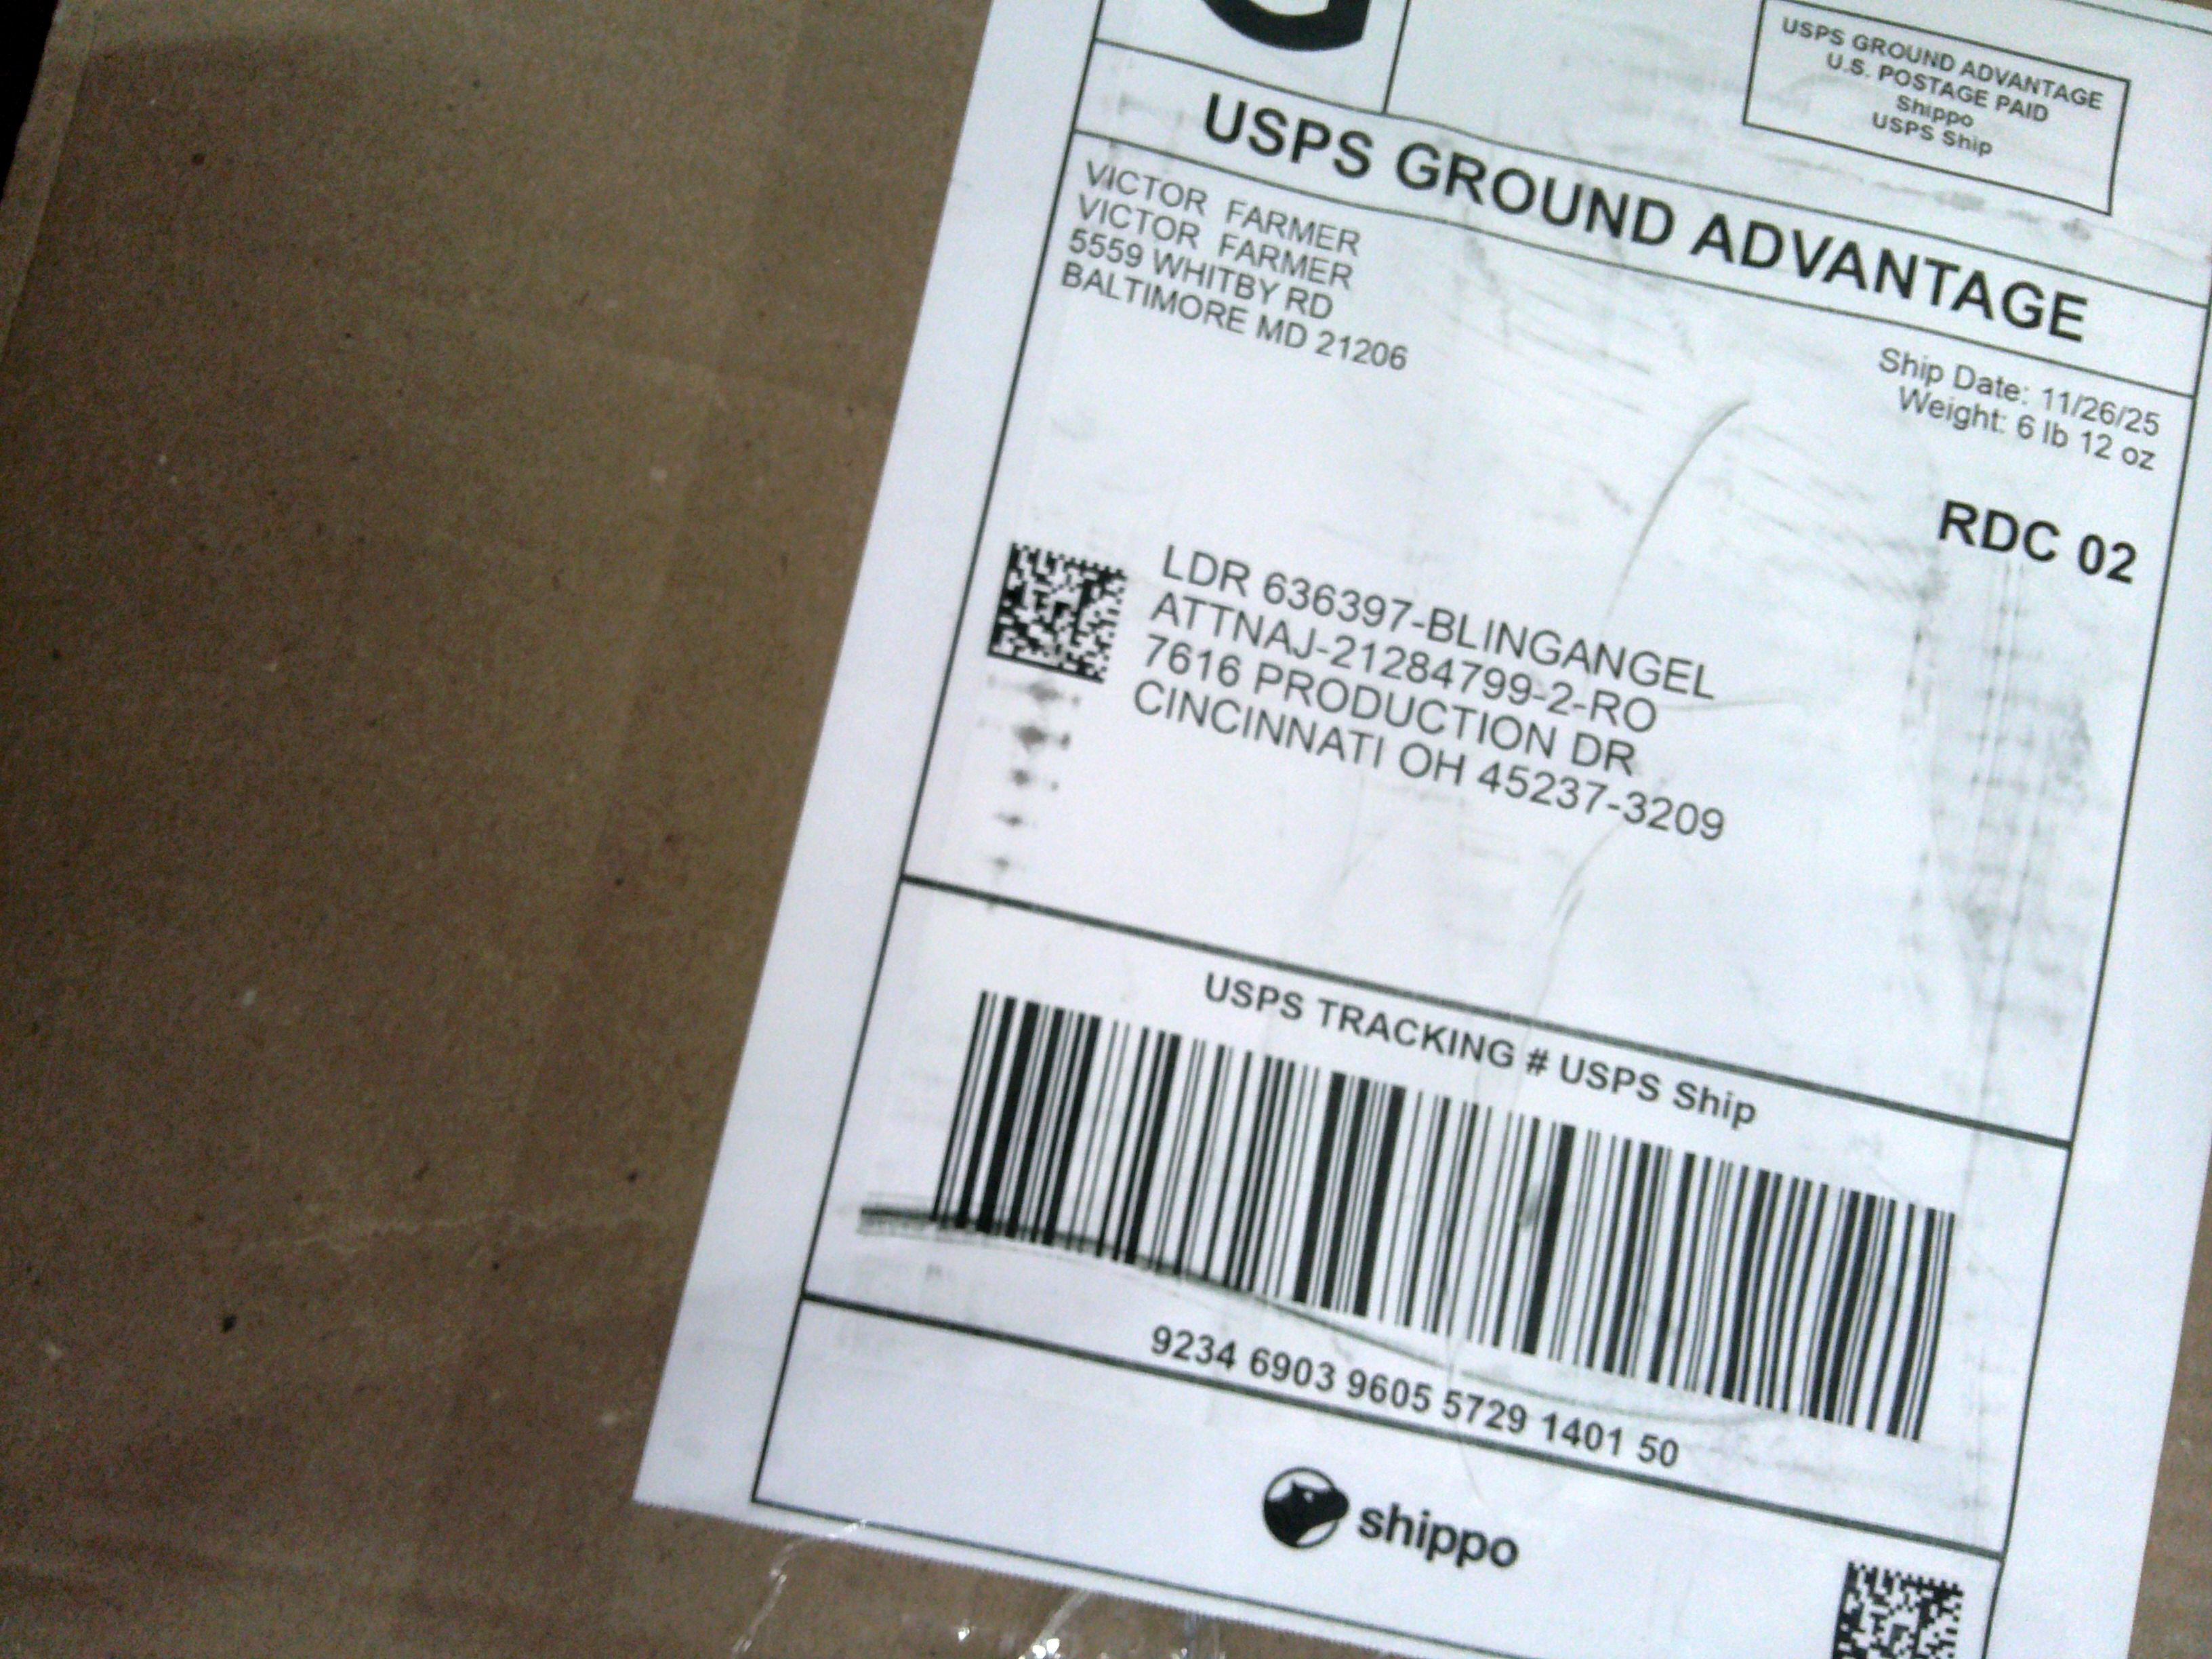 USPS GROUND ADVANTAGE
U.S. POSTAGE PAID
Shippo
USPS Ship
USPS GROUND ADVANTAGE
VICTOR FARMER
VICTOR FARMER
5559 WHITBY RD
BALTIMORE MD 21206
Ship Date: 11/26/25
Weight: 6 lb 12 oz
RDC 02
LDR 636397-BLINGANGEL
ATTNAJ-21284799-2-RO
7616 PRODUCTION DR
CINCINNATI OH 45237-3209
USPS TRACKING # USPS Ship
9234 6903 9605 5729 1401 50
shippo